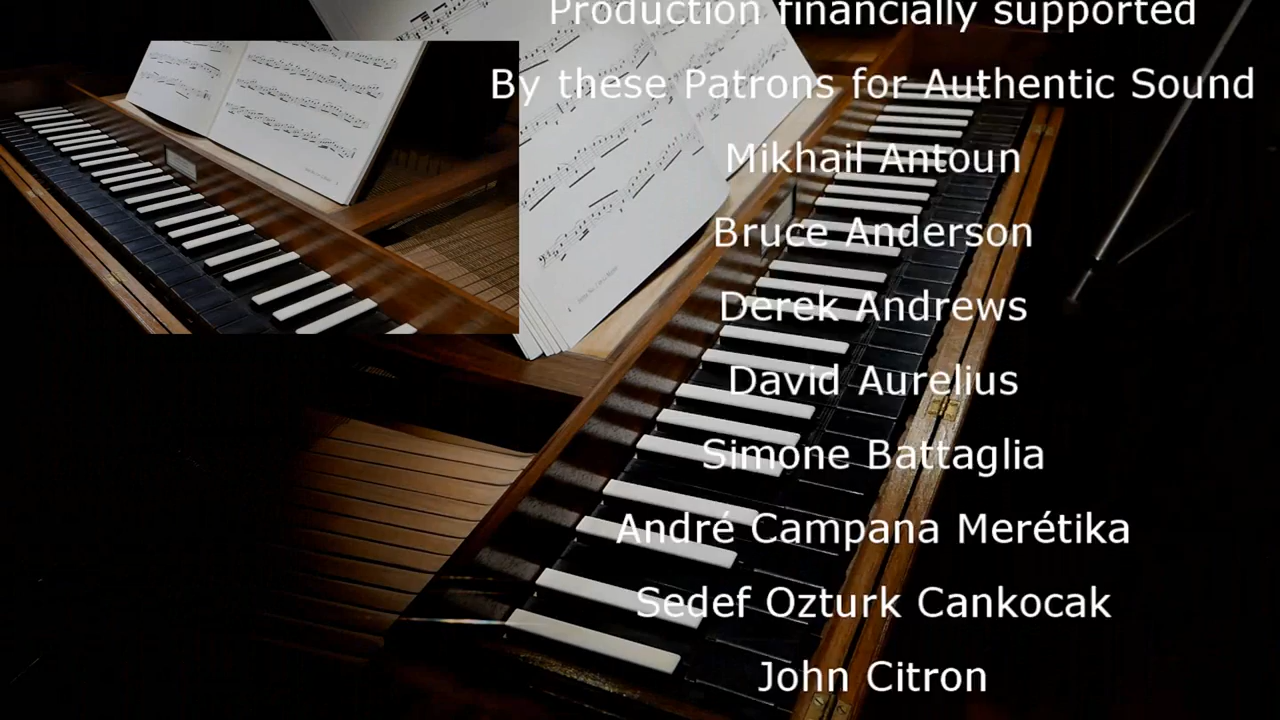 Production financially supported
By these Patrons for Authentic Sound
Mikhail Antoun
Bruce Anderson
Derek Andrews
David Aurelius
Simone Battaglia
André Campana Merétika
Sedef Ozturk Cankocak
John Citron